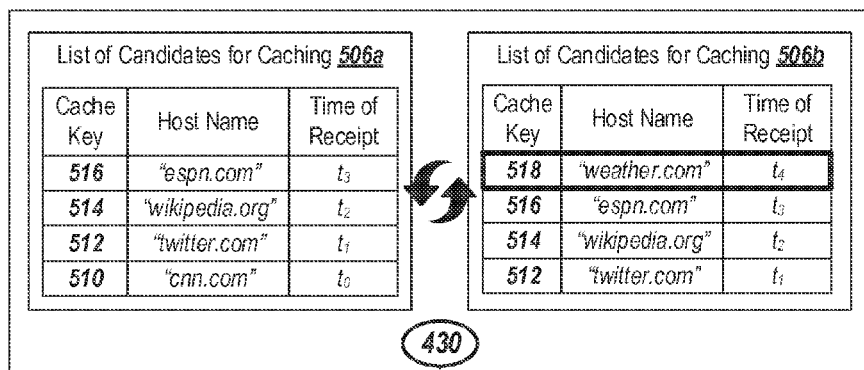 List of Candidates for Caching 506a
Cache Key Host Name Time of Receipt
516 "espn.com" t3
514 "wikipedia.org" t2
512 "twitter.com" t1
510 "cnn.com" t0
List of Candidates for Caching 506b
Cache Key Host Name Time of Receipt
518 "weather.com" t4
516 "espn.com" t3
514 "wikipedia.org" t2
512 "twitter.com" t1
430